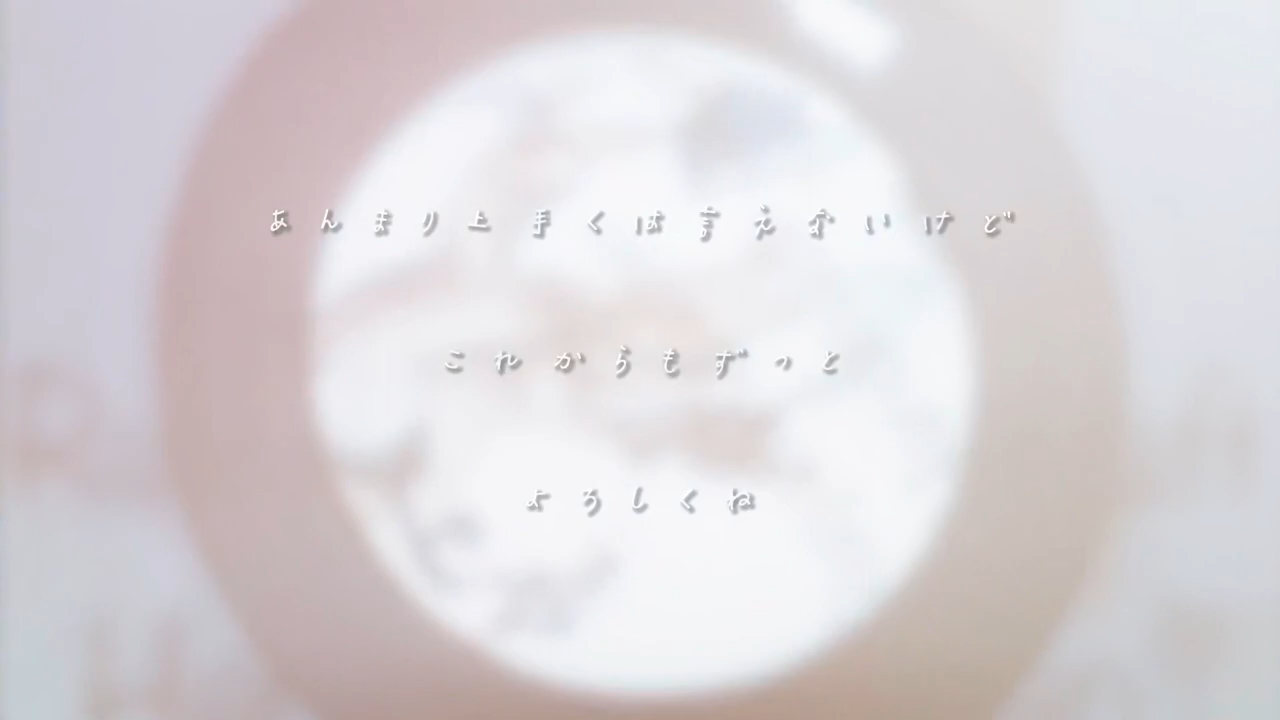 あんまり上手くは言えないけど
これからもずっと
よろしくね